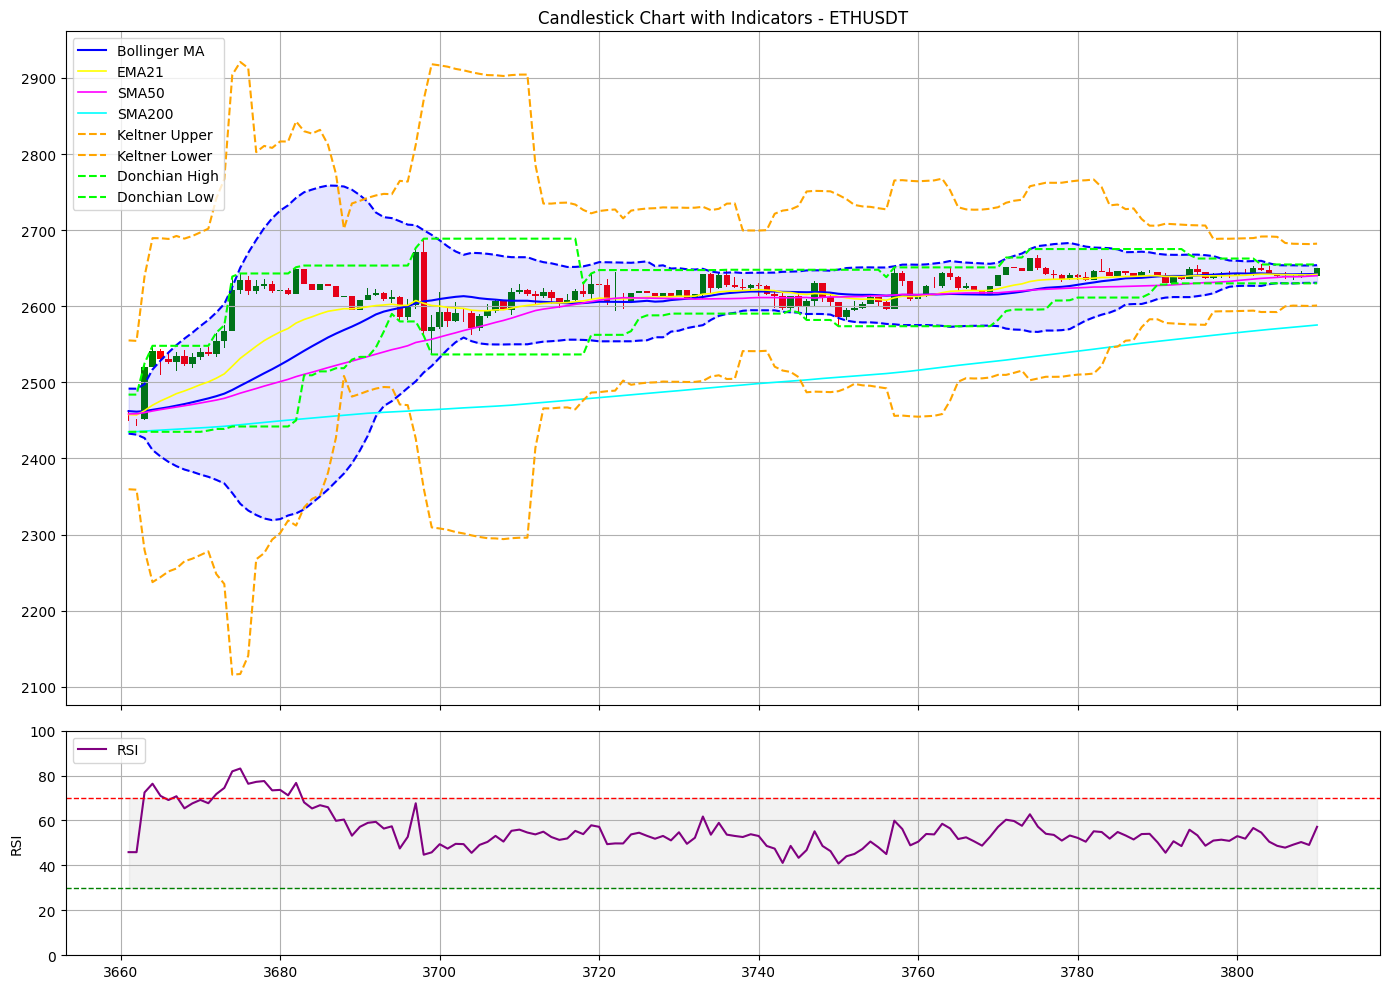 Candlestick Chart with Indicators - ETHUSDT
Bollinger MA
EMA21
SMA50
SMA200
Keltner Upper
Keltner Lower
Donchian High
Donchian Low
2900
2800
2700
2600
2500
2400
2300
2200
2100
RSI
100
80
60
40
20
0
RSI
3660 3680 3700 3720 3740 3760 3780 3800